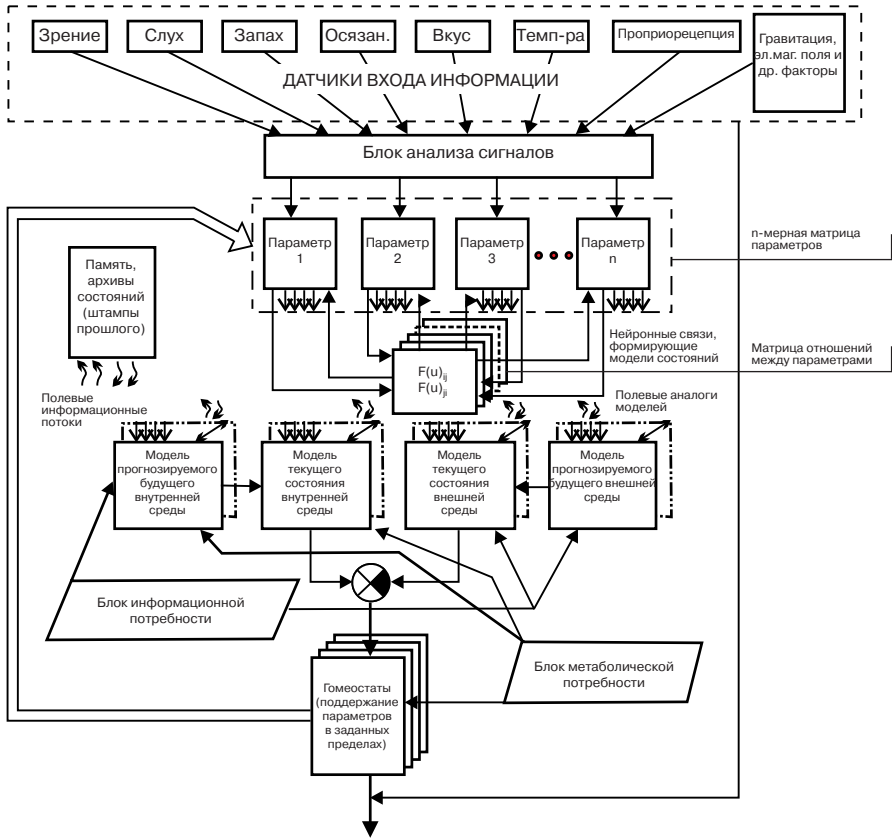 Зрение
Слух
Запах
Осязан.
Вкус
Темп-ра
Проприорецепция
Гравитация,
эл.маг. поля и
др. факторы
ДАТЧИКИ ВХОДА ИНФОРМАЦИИ
Блок анализа сигналов
Параметр
1
Параметр
2
Параметр
3
Параметр
n
n-мерная матрица
параметров
Память,
архивы
состояний
(штампы
прошлого)
Нейронные связи,
формирующие
модели состояний
Матрица отношений
между параметрами
F(u)ij
F(u)ji
Полевые
информационные
потоки
Полевые аналоги
моделей
Модель
прогнозируемого
будущего
внутренней
среды
Модель
текущего
состояния
внутренней
среды
Модель
текущего
состояния
внешней
среды
Модель
прогнозируемого
будущего внешней
среды
Блок информационной
потребности
Блок метаболической
потребности
Гомеостаты
(поддержание
параметров
в заданных
пределах)